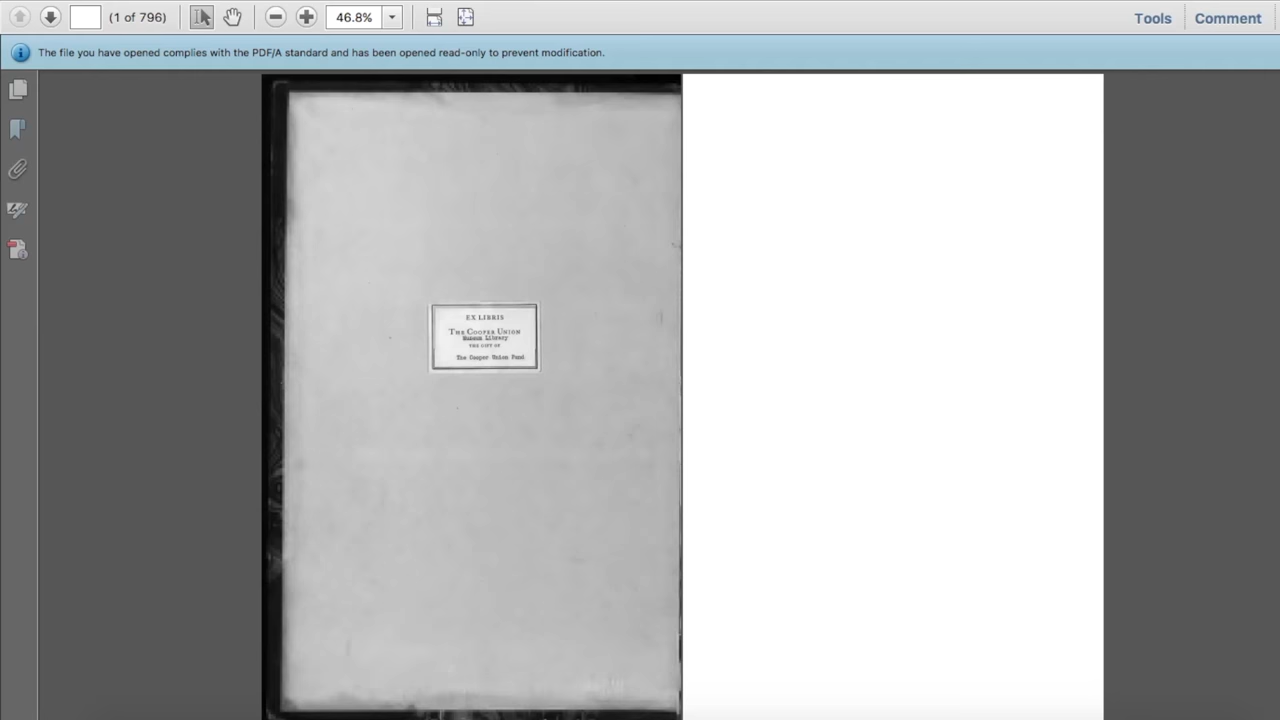 (1 of 796)
46.8%
Tools
Comment
The file you have opened complies with the PDF/A standard and has been opened read-only to prevent modification.
EX LIBRIS
THE COOPER UNION
Museum Library
THE GIFT OF
The Cooper Union Fund